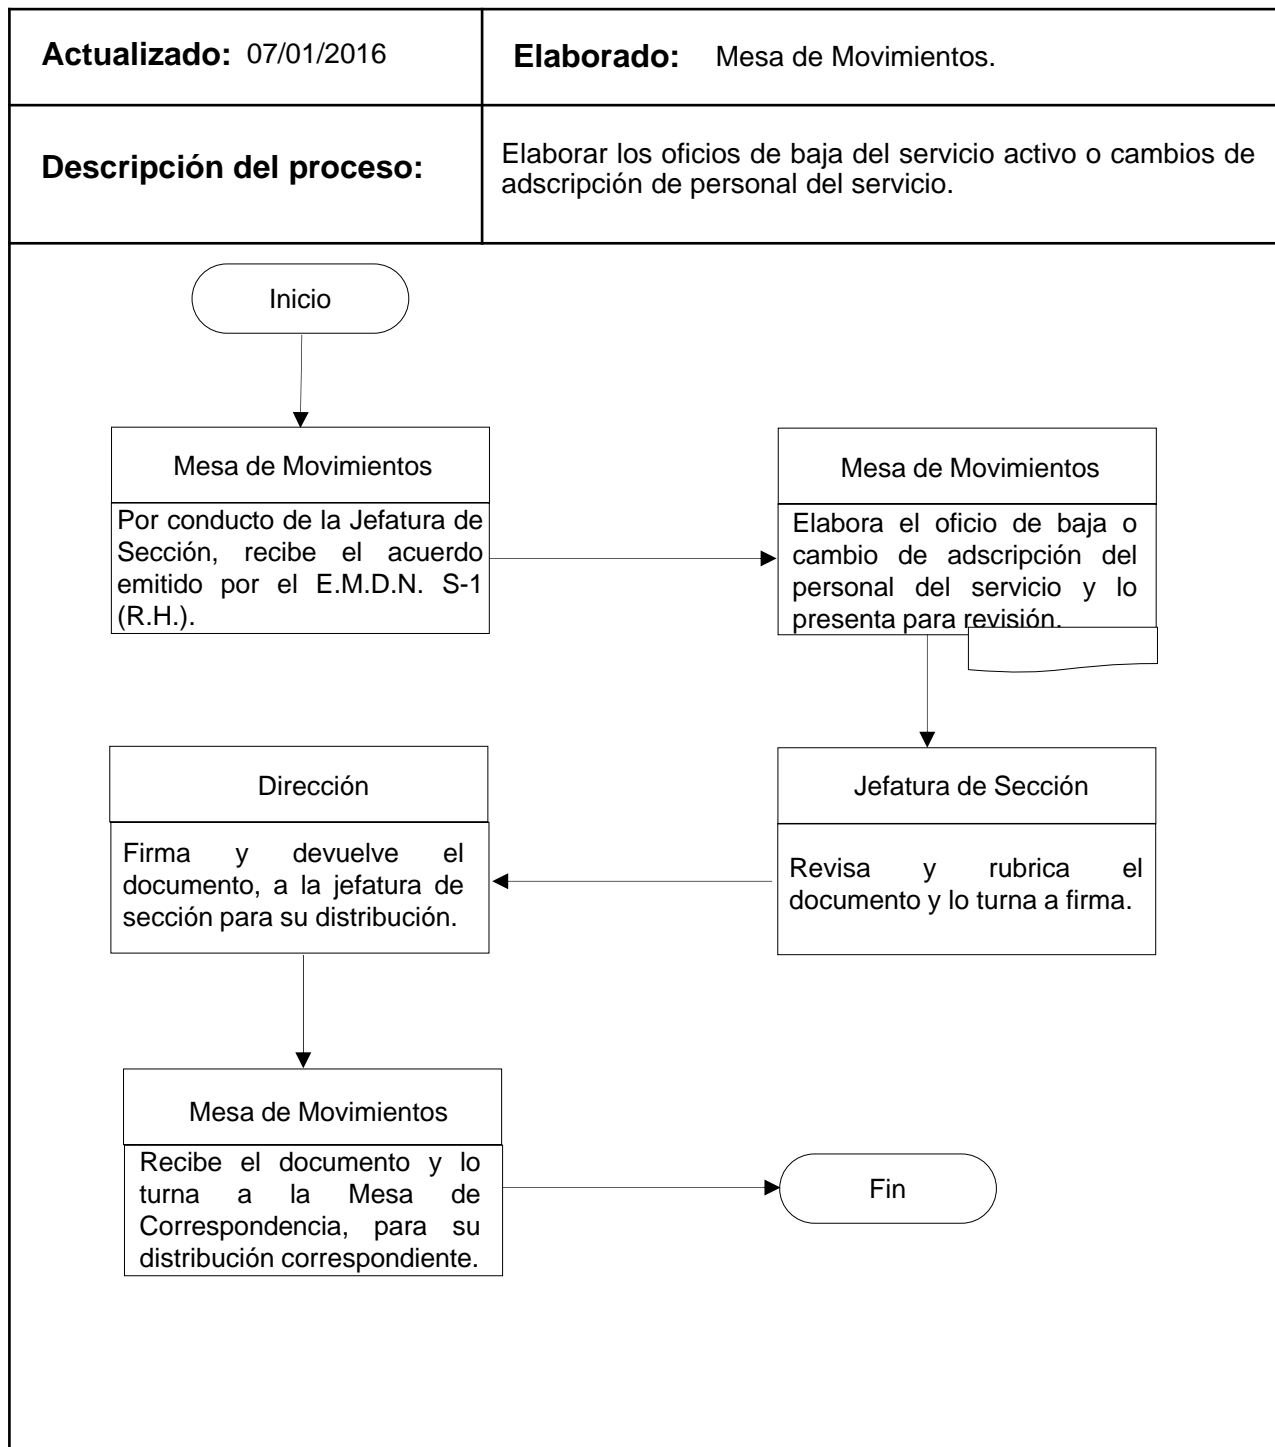 Actualizado: 07/01/2016
Elaborado: Mesa de Movimientos.
Descripción del proceso:
Elaborar los oficios de baja del servicio activo o cambios de
adscripción de personal del servicio.
Inicio
Mesa de Movimientos
Por conducto de la Jefatura de
Sección, recibe el acuerdo
emitido por el E.M.D.N. S-1
(R.H.).
Mesa de Movimientos
Elabora el oficio de baja o
cambio de adscripción del
personal del servicio y lo
presenta para revisión.
Jefatura de Sección
Revisa y rubrica el
documento y lo turna a firma.
Dirección
Firma y devuelve el
documento, a la jefatura de
sección para su distribución.
Mesa de Movimientos
Recibe el documento y lo
turna a la Mesa de
Correspondencia, para su
distribución correspondiente.
Fin